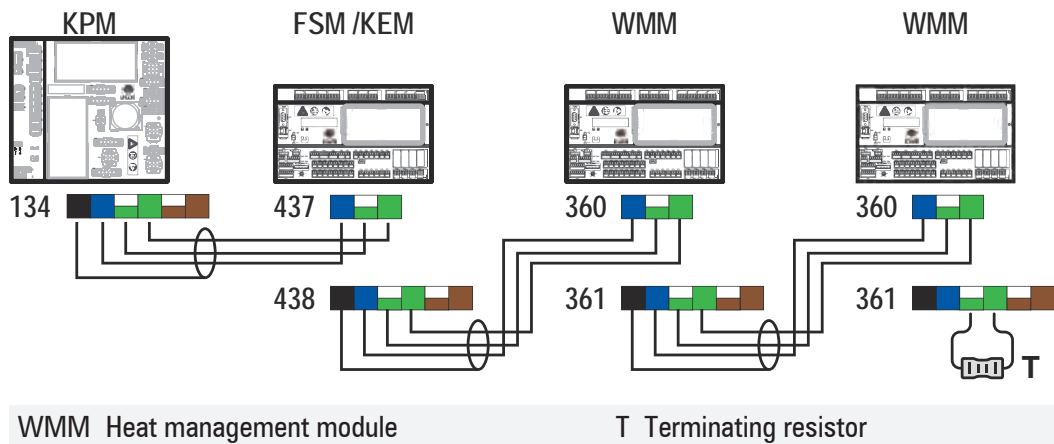 KPM FSM /KEM WMM WMM
134 437 360 360
438 361 361
T
WMM Heat management module T Terminating resistor